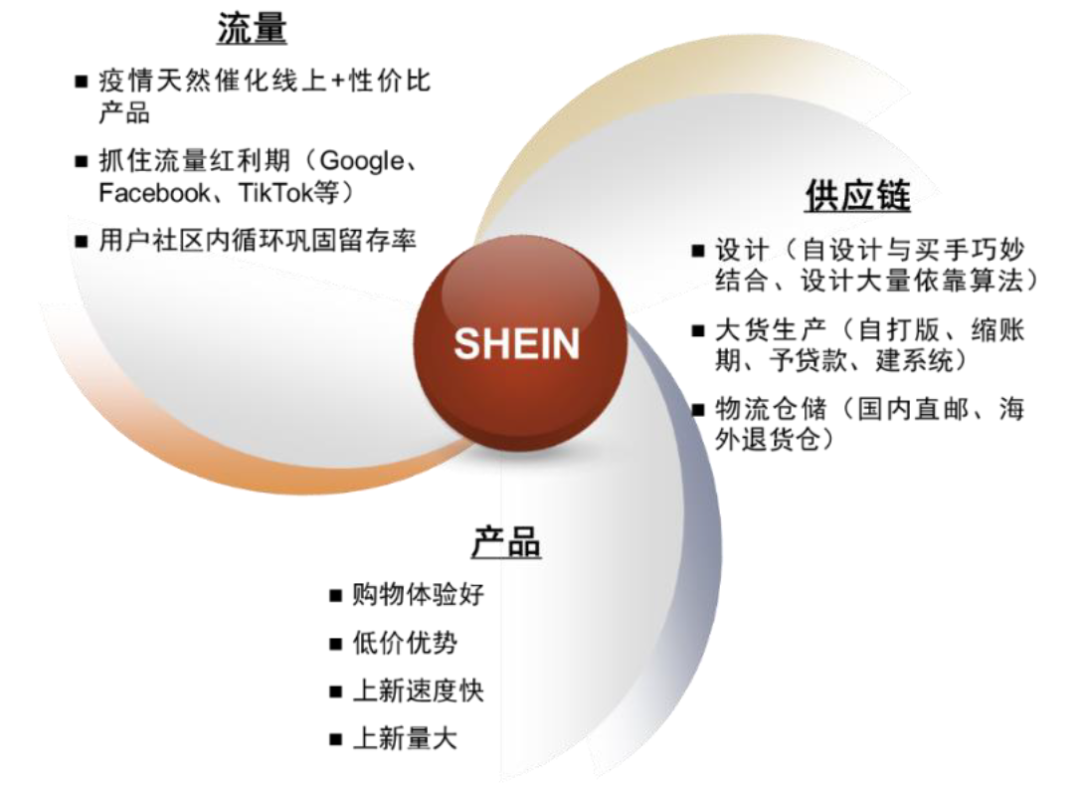 流量
■ 疫情天然催化线上+性价比
产品
■ 抓住流量红利期（Google、
Facebook、TikTok等）
■ 用户社区内循环巩固留存率
供应链
■ 设计（自设计与买手巧妙
结合、设计大量依靠算法）
■ 大货生产（自打版、缩账
期、予贷款、建系统）
■ 物流仓储（国内直邮、海
外退货仓）
SHEIN
产品
■ 购物体验好
■ 低价优势
■ 上新速度快
■ 上新量大